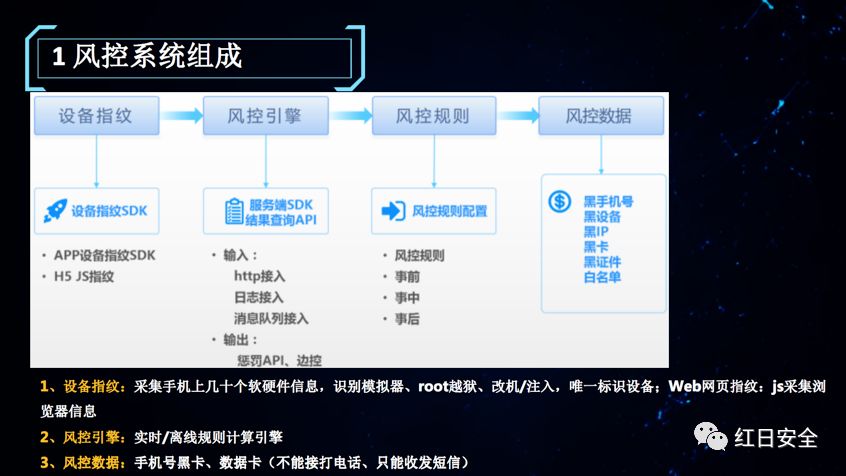 1 风控系统组成
设备指纹
风控引擎
风控规则
风控数据
设备指纹SDK
服务端SDK
结果查询API
风控规则配置
黑手机号
黑设备
黑IP
黑卡
黑证件
白名单
• APP设备指纹SDK
• H5 JS指纹
• 输入：
http接入
日志接入
消息队列接入
• 输出：
惩罚API、边控
• 风控规则
• 事前
• 事中
• 事后
1、设备指纹：采集手机上几十个软硬件信息，识别模拟器、root越狱、改机/注入，唯一标识设备；Web网页指纹：js采集浏
览器信息
2、风控引擎：实时/离线规则计算引擎
3、风控数据：手机号黑卡、数据卡（不能接打电话、只能收发短信）
红日安全